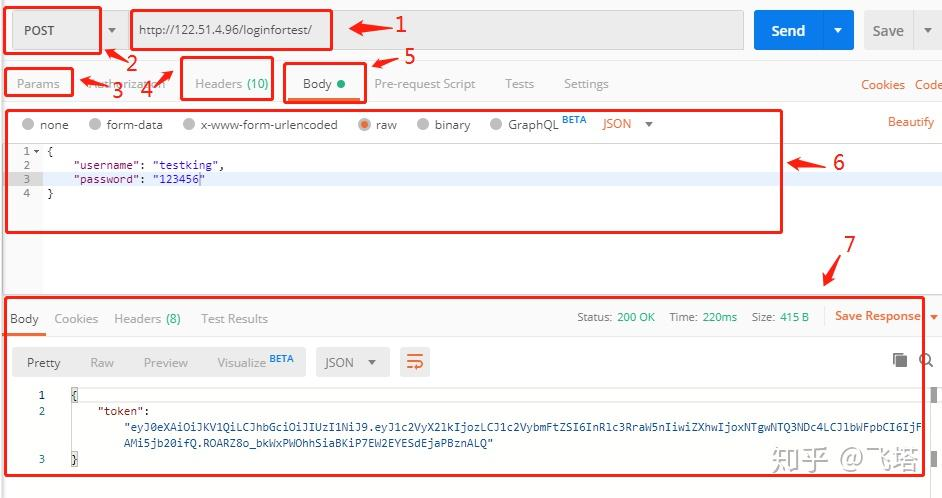 POST http://122.51.4.96/loginfortest/ 1 Send Save
2
Params 3 Authorization 4 Headers (10) Body 5 Pre-request Script Tests Settings Cookies Code
none form-data x-www-form-urlencoded raw binary GraphQL BETA JSON Beautify
1 {
2 "username": "testking",
3 "password": "123456"
4 }
6
7
Body Cookies Headers (8) Test Results Status: 200 OK Time: 220ms Size: 415 B Save Response
Pretty Raw Preview Visualize BETA JSON
1 {
2 "token":
"eyJ0eXAiOiJKV1QiLCJhbGciOiJIUzI1NiJ9.eyJ1c2VyX2lkIjozLCJ1c2VybmFtZSI6InRlc3RraW5nIiwiZXhwIjoxNTgwNTQ3NDc4LCJlbWFpbCI6IjF
AMi5jb20ifQ.ROARZ8o_bkWxPWOhhSiaBKiP7EW2EYESdEjaPBznALQ"
3 }
知乎 @飞塔